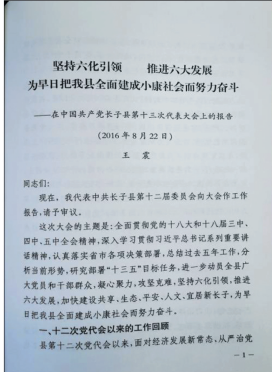 坚持六化引领　　推进六大发展
为早日把我县全面建成小康社会而努力奋斗
——在中国共产党长子县第十三次代表大会上的报告
(2016年8月22日)
王　震
同志们：
现在，我代表中共长子县第十二届委员会向大会作工作
报告，请予审议。
这次大会的主题是：全面贯彻党的十八大和十八届三中、
四中、五中全会精神，深入学习贯彻习近平总书记系列重要讲
话精神，认真落实省市各项决策部署，总结过去五年工作，分
析当前形势，研究部署“十三五”目标任务，进一步动员全县广
大党员和干部群众，凝心聚力，攻坚克难，坚持六化引领，推进
六大发展，加快建设共享、生态、平安、人文、宜居新长子，为早
日把我县全面建成小康社会而努力奋斗。
一、十二次党代会以来的工作回顾
县第十二次党代会以来，面对经济发展新常态、从严治党
- 1 -